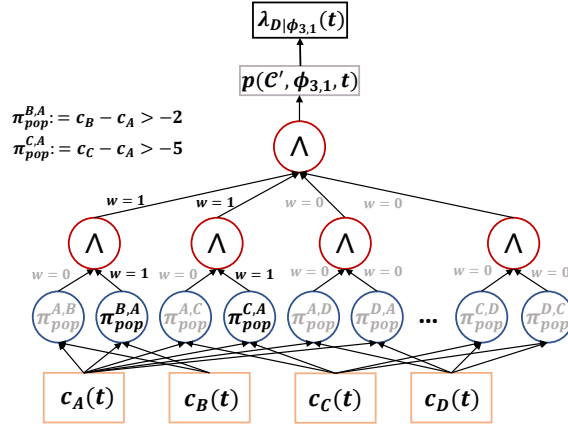 λ_{D|ϕ_{3,1}}(t)
p(𝒞′, ϕ_{3,1}, t)
π_{pop}^{B,A}: = c_B − c_A > −2
π_{pop}^{C,A}: = c_C − c_A > −5
∧
w = 1 w = 1 w = 0 w = 0
∧ ∧ ∧ ∧
w = 0 w = 1 w = 0 w = 1 w = 0 w = 0 w = 0 w = 0
π_{pop}^{A,B} π_{pop}^{B,A} π_{pop}^{A,C} π_{pop}^{C,A} π_{pop}^{A,D} π_{pop}^{D,A} ... π_{pop}^{C,D} π_{pop}^{D,C}
c_A(t) c_B(t) c_C(t) c_D(t)